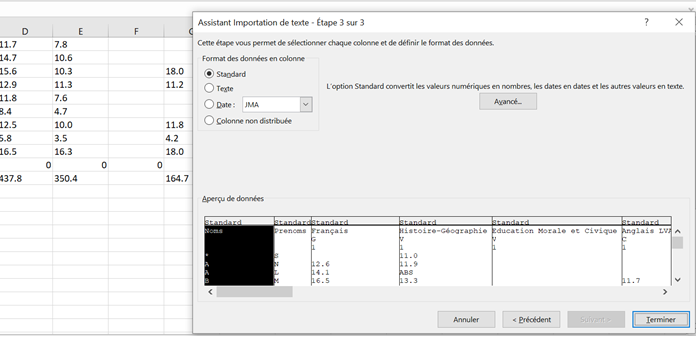 Assistant Importation de texte - Étape 3 sur 3 ? ×
D E F
11.7 7.8
14.7 10.6
15.6 10.3 18.0
12.9 11.3 11.2
11.8 7.6
8.4 4.7
12.5 10.0 11.8
5.8 3.5 4.2
16.5 16.3 18.0
0 0 0
437.8 350.4 164.7
Cette étape vous permet de sélectionner chaque colonne et de définir le format des données.
Format des données en colonne
Standard
Texte
Date : JMA
Colonne non distribuée
L'option Standard convertit les valeurs numériques en nombres, les dates en dates et les autres valeurs en texte.
Avancé...
Aperçu de données
Standard Standard Standard Standard Standard Standard
Noms Prenoms Français Histoire-Géographie Education Morale et Civique Anglais LVA
G V V C
1 1 1 1
* S 11.0
A N 12.6 11.9
A L 14.1 ABS
B M 16.5 13.3 11.7
Annuler < Précédent Suivant > Terminer